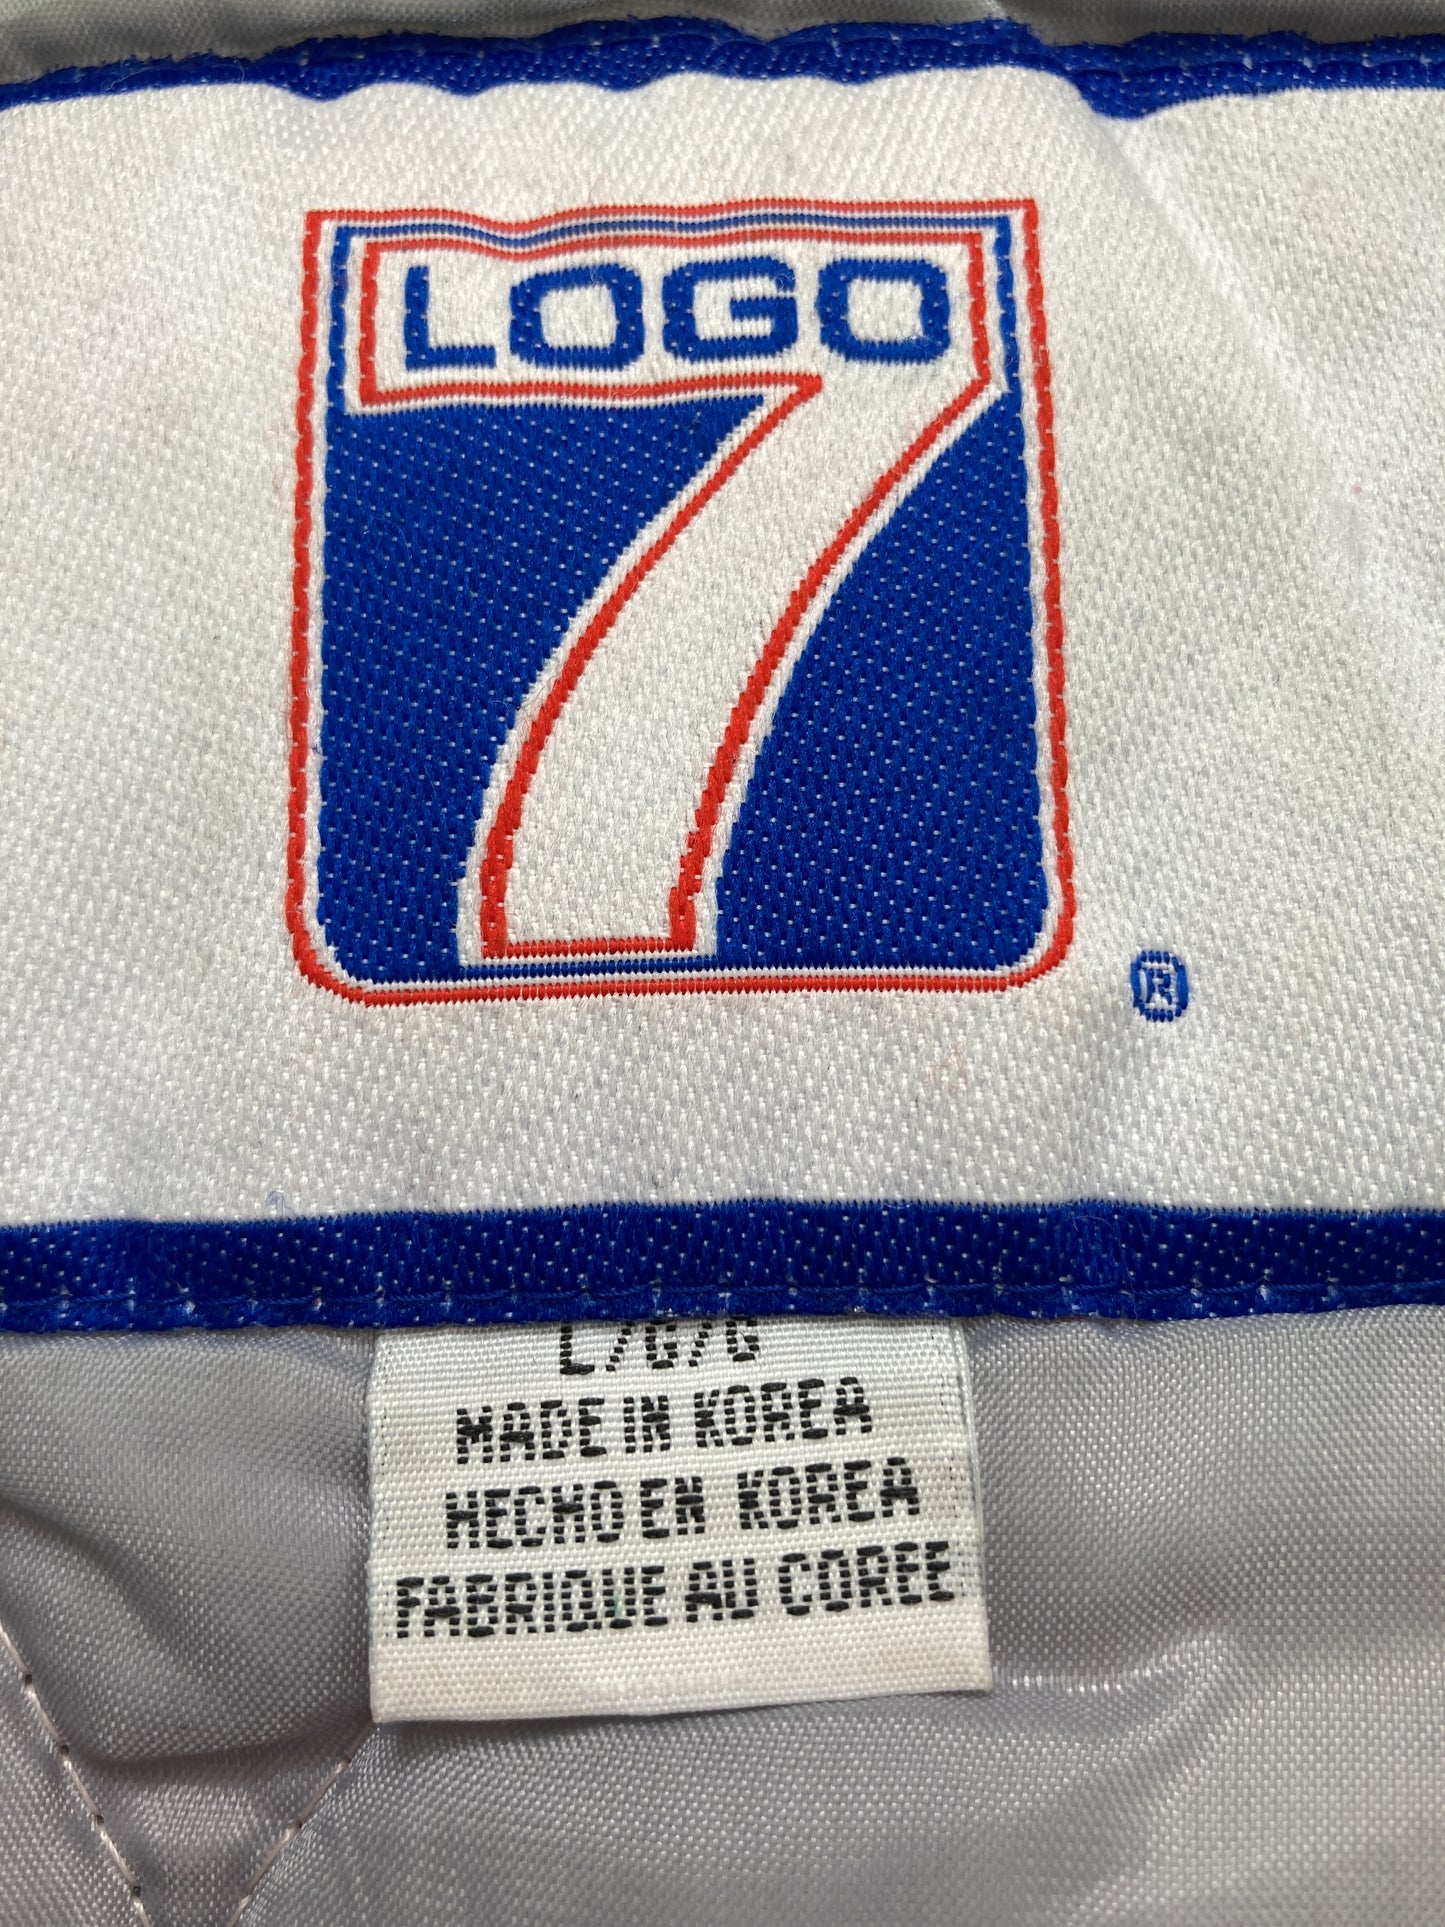 LOGO
7
®
L/G/G
MADE IN KOREA
HECHO EN KOREA
FABRIQUE AU COREE